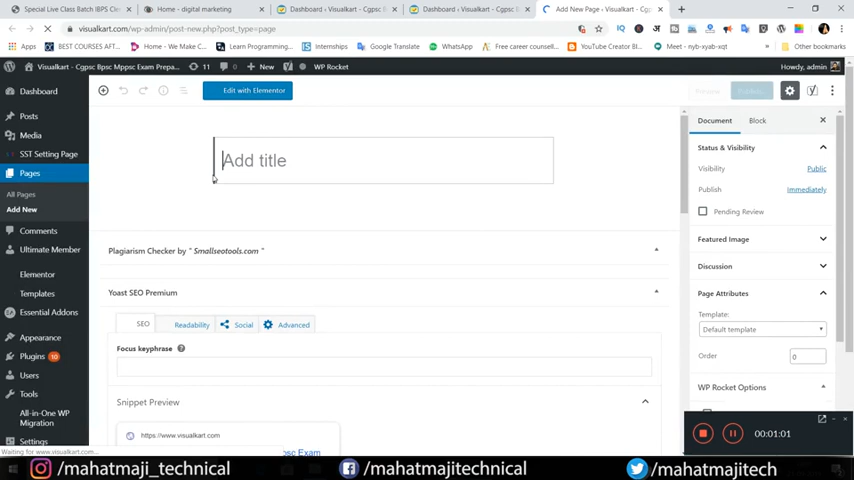 Special Live Class Batch IBPS Cle
Home - digital marketing
Dashboard ‹ Visualkart - Cgpsc B
Dashboard ‹ Visualkart - Cgpsc B
Add New Page ‹ Visualkart - Cg
visualkart.com/wp-admin/post-new.php?post_type=page
Apps
BEST COURSES AFT...
Home - We Make C...
Learn Programming...
Internships
Google Translate
WhatsApp
Free career counsel...
YouTube Creator Bl...
Meet - nyb-xyab-xqt
Other bookmarks
Visualkart - Cgpsc Bpsc Mppsc Exam Prepa...
11
0
New
WP Rocket
Howdy, admin
Dashboard
Posts
Media
SST Setting Page
Pages
All Pages
Add New
Comments
Ultimate Member
Elementor
Templates
Essential Addons
Appearance
Plugins 10
Users
Tools
All-in-One WP
Migration
Settings
Edit with Elementor
Preview
Publish...
Add title
Plagiarism Checker by " Smallseotools.com "
Yoast SEO Premium
SEO
Readability
Social
Advanced
Focus keyphrase
Snippet Preview
https://www.visualkart.com
Document
Block
Status & Visibility
Visibility
Public
Publish
Immediately
Pending Review
Featured Image
Discussion
Page Attributes
Template:
Default template
Order
0
WP Rocket Options
00:01:01
Waiting for www.visualkart.com...
/mahatmaji_technical
/mahatmajitechnical
/mahatmajitech